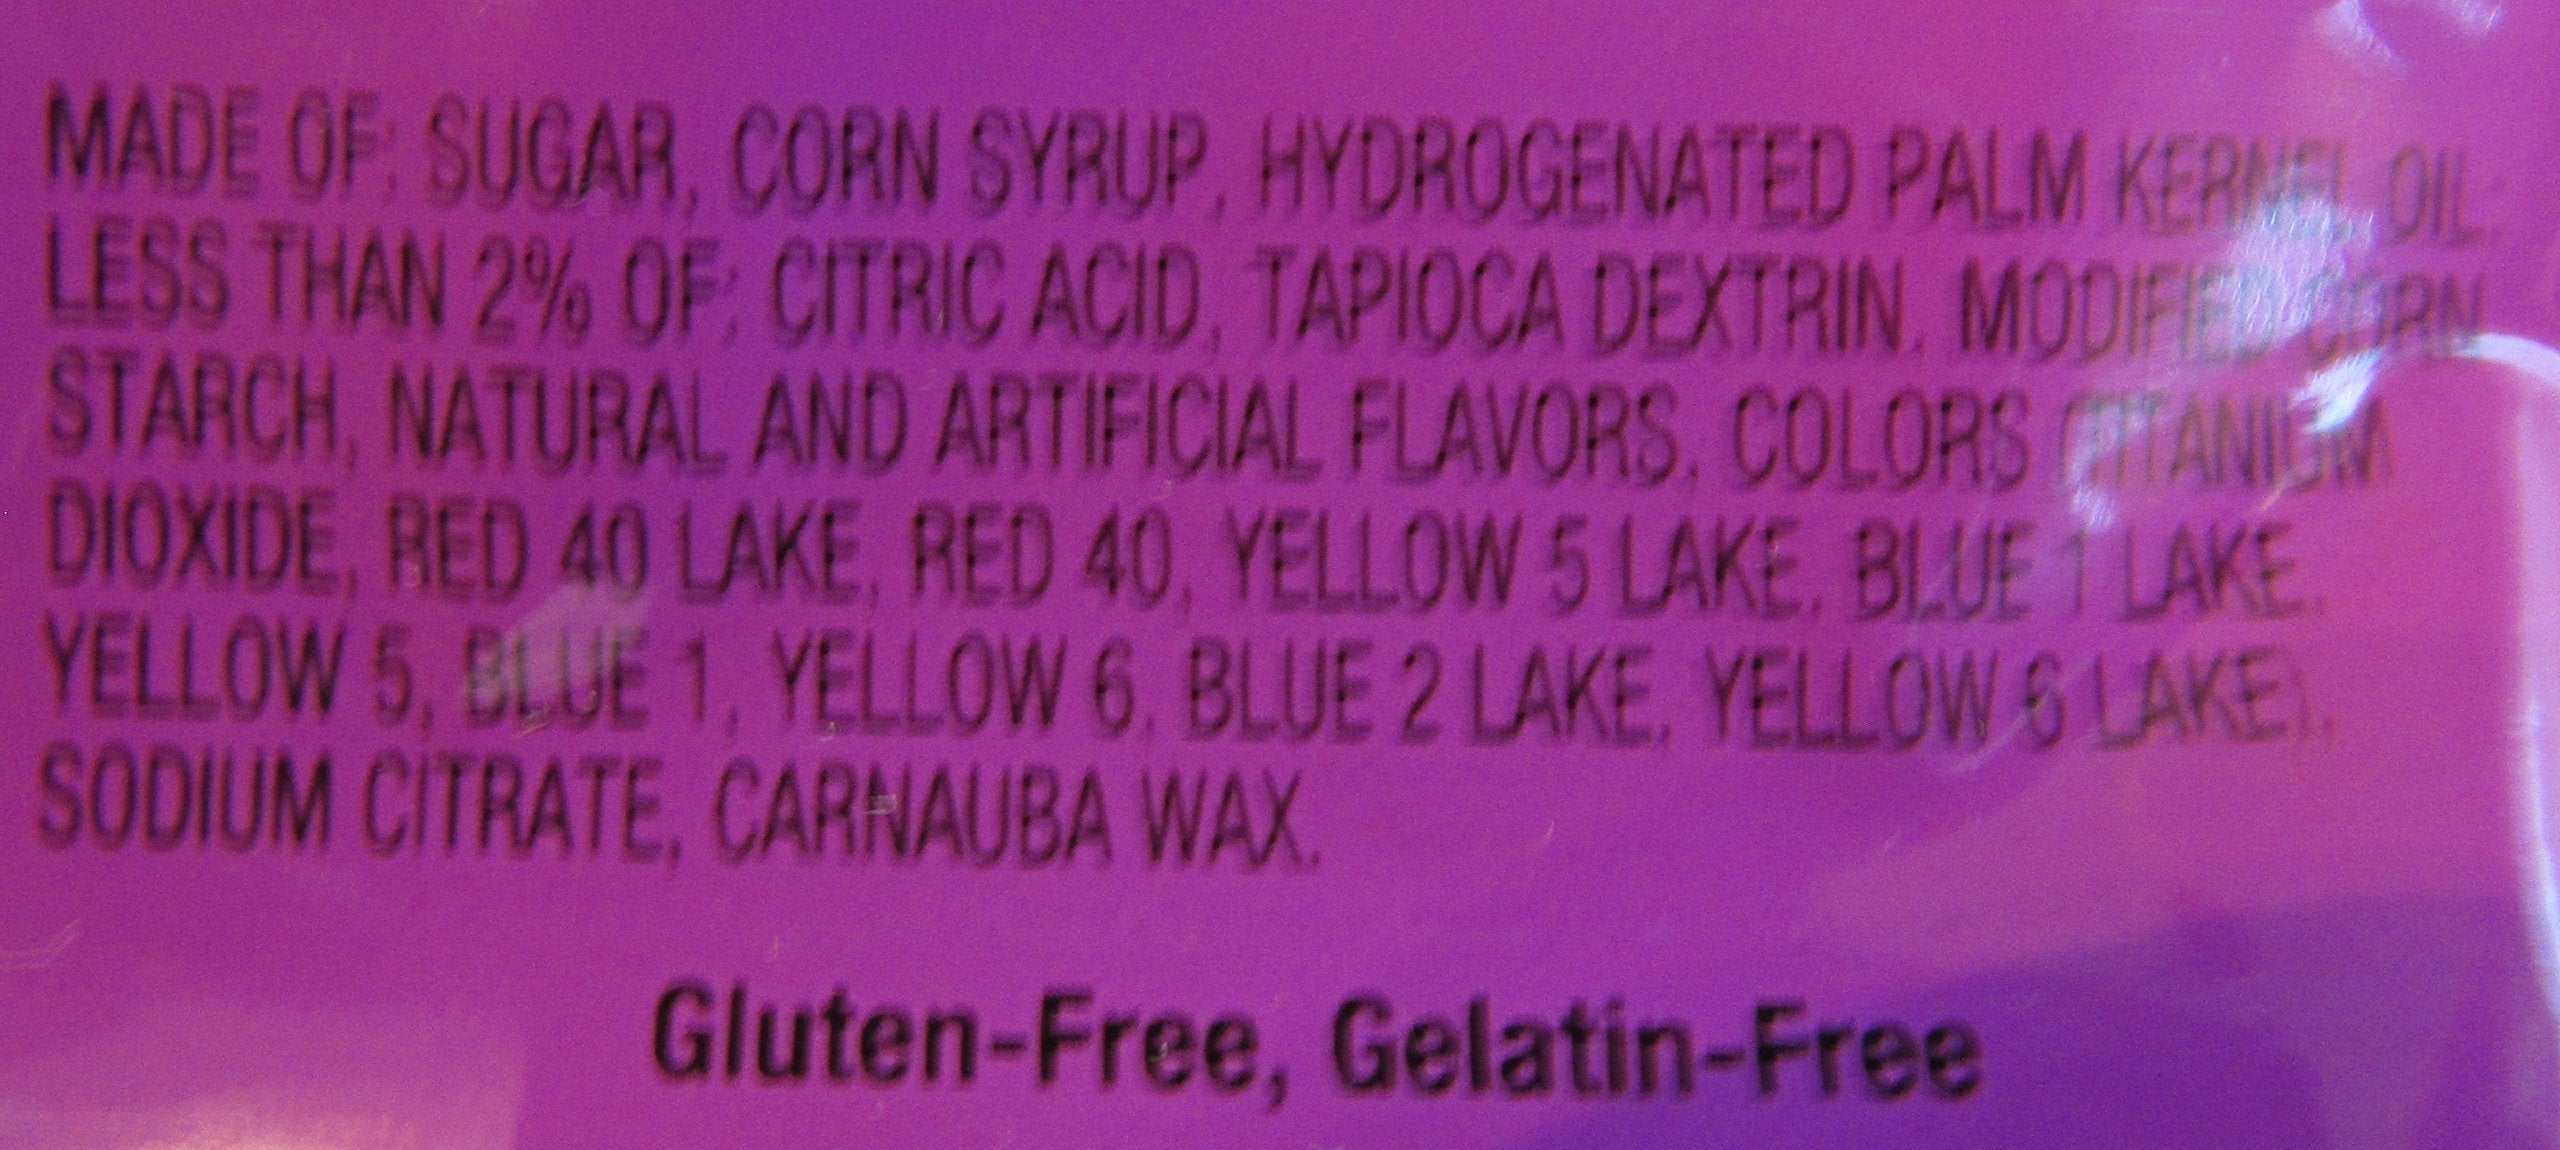 MADE OF: SUGAR, CORN SYRUP, HYDROGENATED PALM KERNEL OIL,
LESS THAN 2% OF: CITRIC ACID, TAPIOCA DEXTRIN, MODIFIED CORN
STARCH, NATURAL AND ARTIFICIAL FLAVORS, COLORS (TITANIUM
DIOXIDE, RED 40 LAKE, RED 40, YELLOW 5 LAKE, BLUE 1 LAKE,
YELLOW 5, BLUE 1, YELLOW 6, BLUE 2 LAKE, YELLOW 6 LAKE),
SODIUM CITRATE, CARNAUBA WAX.
Gluten-Free, Gelatin-Free